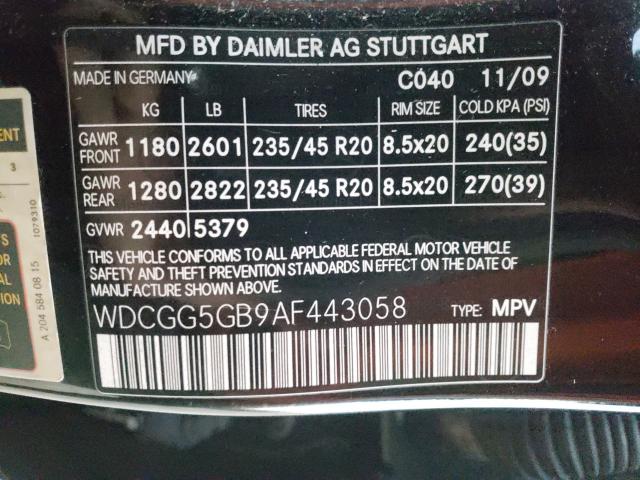 MFD BY DAIMLER AG STUTTGART
MADE IN GERMANY C040 11/09
KG LB TIRES RIM SIZE COLD KPA (PSI)
GAWR FRONT 1180 2601 235/45 R20 8.5x20 240(35)
GAWR REAR 1280 2822 235/45 R20 8.5x20 270(39)
GVWR 2440 5379
THIS VEHICLE CONFORMS TO ALL APPLICABLE FEDERAL MOTOR VEHICLE
SAFETY AND THEFT PREVENTION STANDARDS IN EFFECT ON THE DATE
OF MANUFACTURE SHOWN ABOVE.
WDCGG5GB9AF443058 TYPE: MPV
3
1079310
A 204 584 08 15